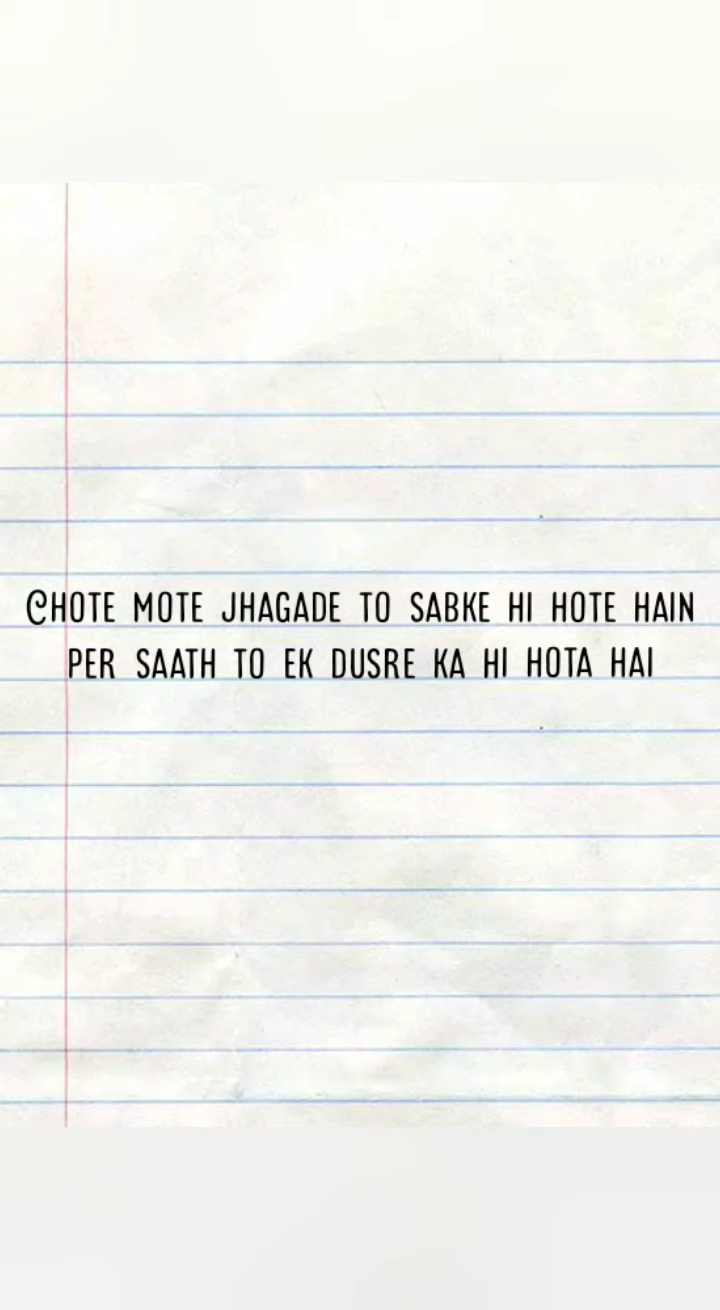 CHOTE MOTE JHAGADE TO SABKE HI HOTE HAIN
PER SAATH TO EK DUSRE KA HI HOTA HAI